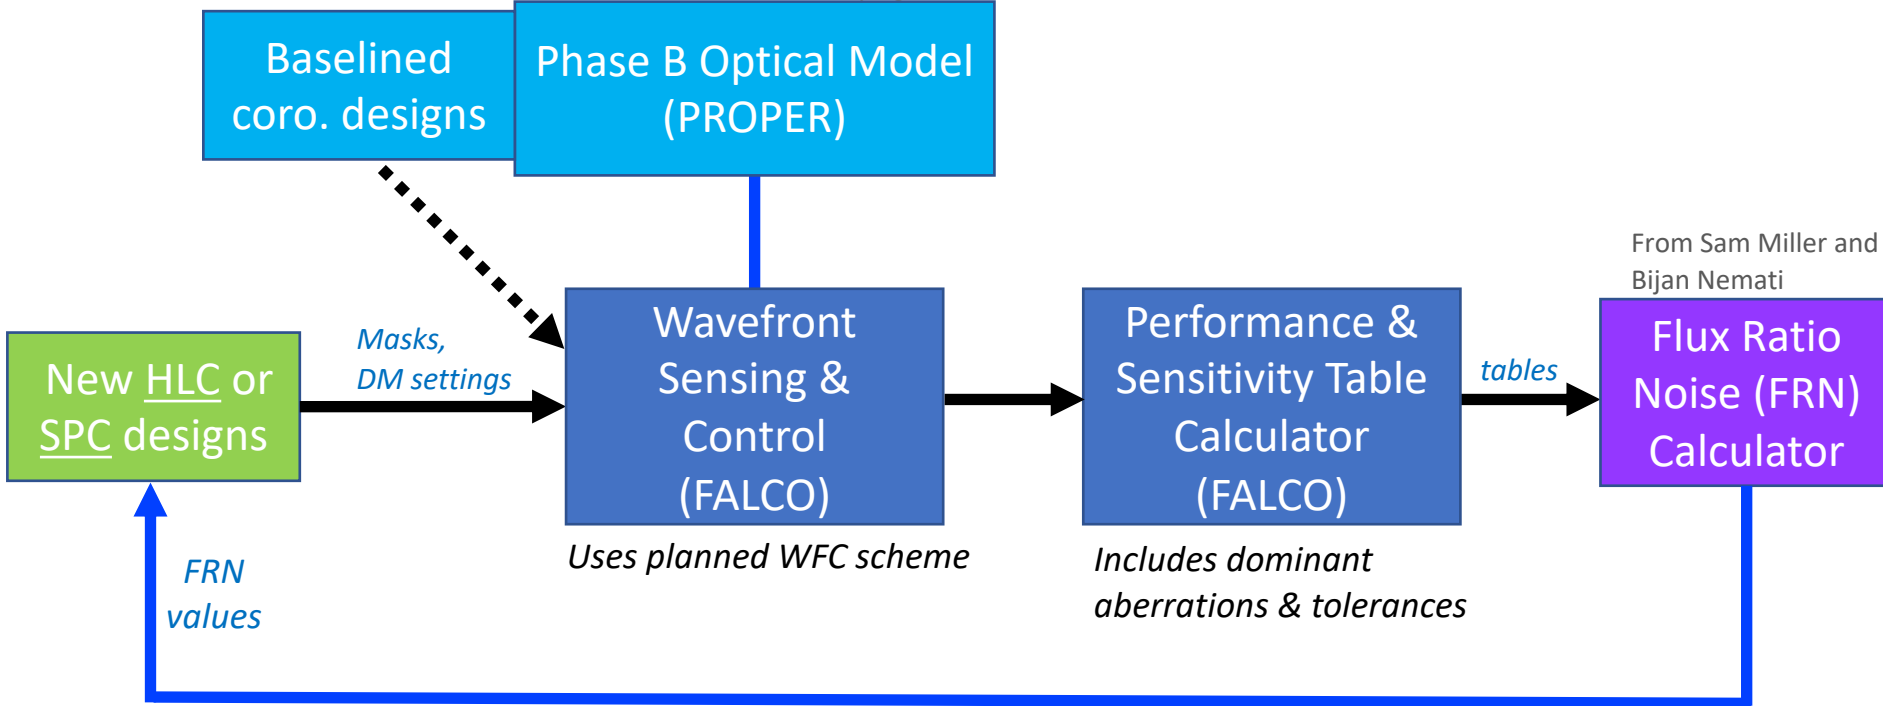 Baselined
coro. designs
Phase B Optical Model
(PROPER)
From Sam Miller and
Bijan Nemati
New HLC or
SPC designs
Masks,
DM settings
Wavefront
Sensing &
Control
(FALCO)
Uses planned WFC scheme
Performance &
Sensitivity Table
Calculator
(FALCO)
Includes dominant
aberrations & tolerances
tables
Flux Ratio
Noise (FRN)
Calculator
FRN
values